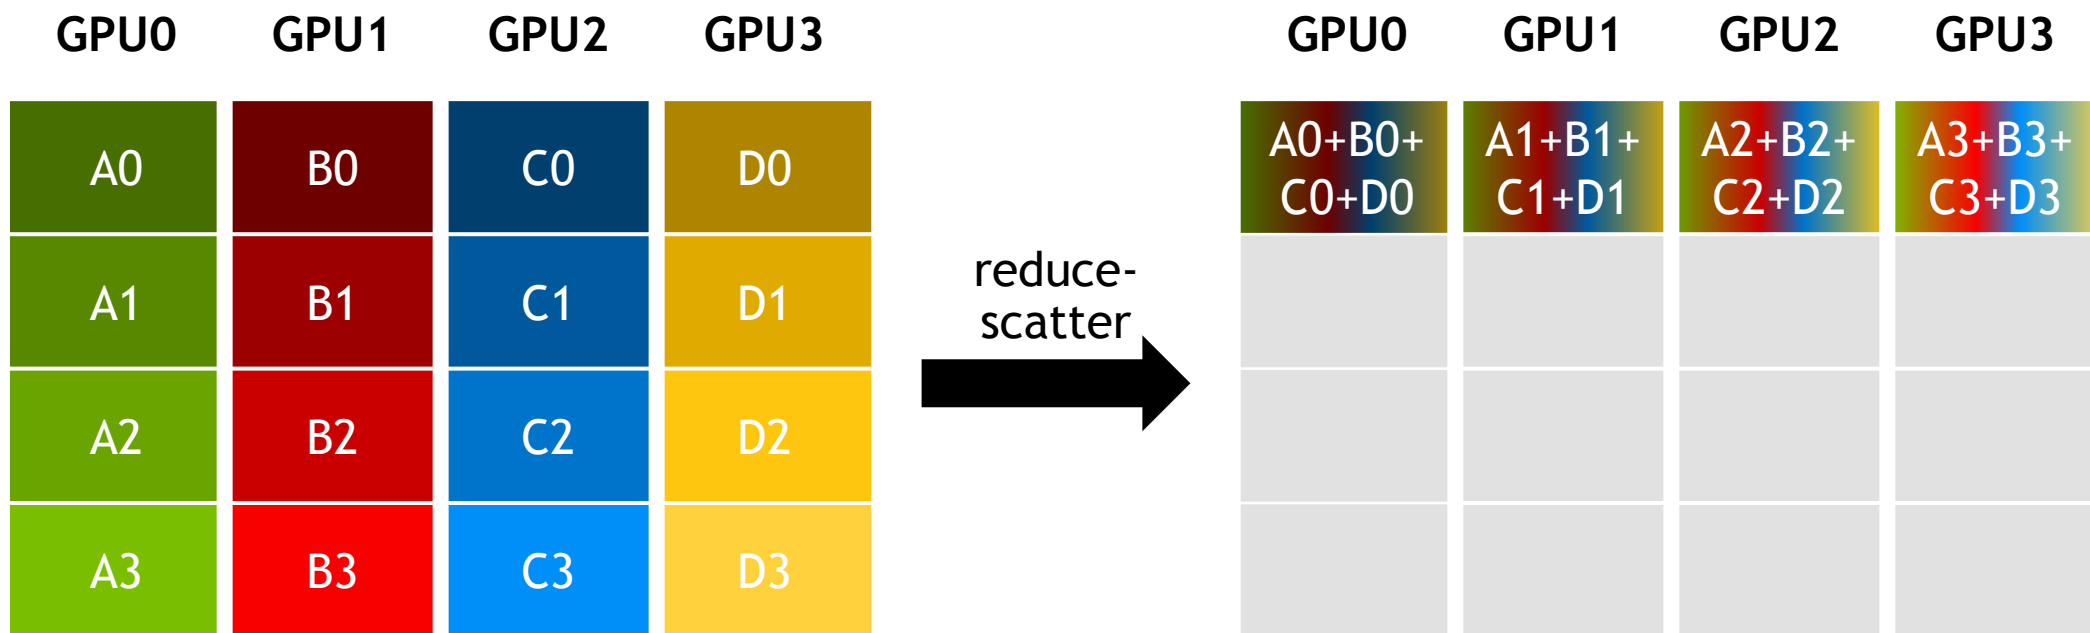 GPU0 GPU1 GPU2 GPU3 GPU0 GPU1 GPU2 GPU3
A0 B0 C0 D0
A0+B0+
C0+D0
A1+B1+
C1+D1
A2+B2+
C2+D2
A3+B3+
C3+D3
A1 B1 C1 D1
reduce-
scatter
A2 B2 C2 D2
A3 B3 C3 D3